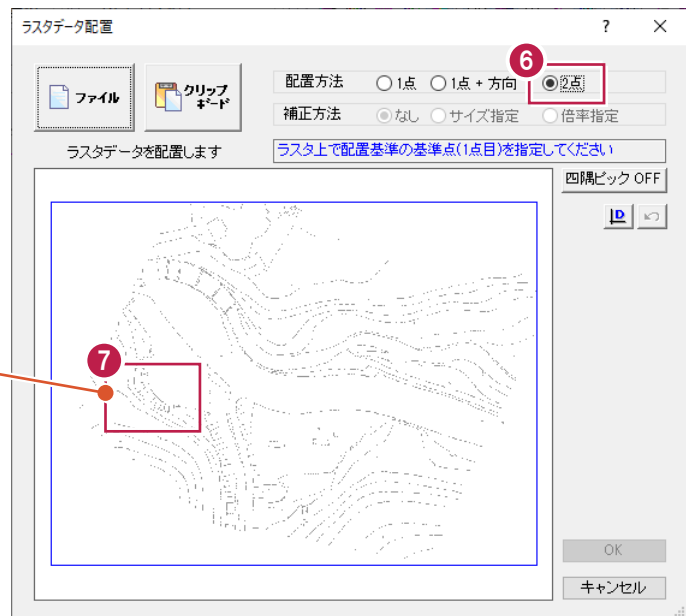 ラスタデータ配置 ? ×
6
ファイル
クリップ
ボード
配置方法 1点 1点 + 方向 2点
補正方法 なし サイズ指定 倍率指定
ラスタデータを配置します
ラスタ上で配置基準の基準点(1点目)を指定してください
四隅ピック OFF
D
7
OK
キャンセル